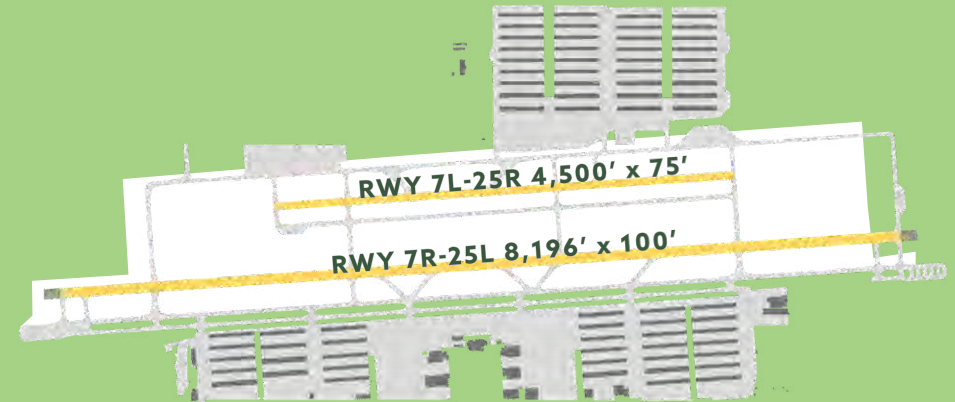 RWY 7L-25R 4,500′ x 75′
RWY 7R-25L 8,196′ x 100′